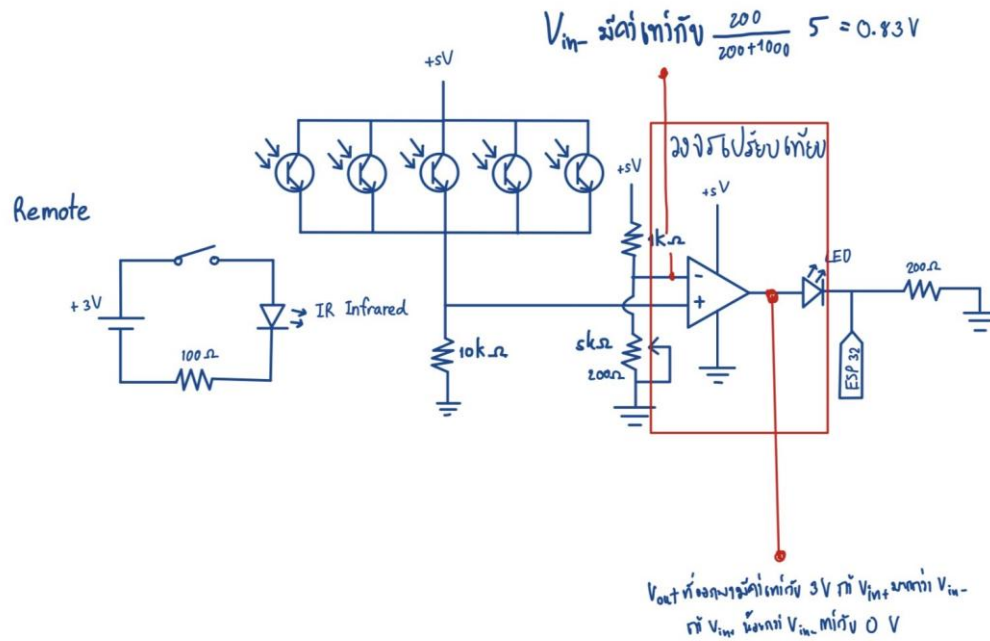 Vin- มีค่าเท่ากับ 200/200+1000 5 = 0.83 V
+5V
วงจรเปรียบเทียบ
+5V
+5V
Remote
1kΩ
LED
200Ω
+3V
IR Infrared
-
+
10kΩ
5kΩ
200Ω
100Ω
ESP 32
Vout ที่ออกมามีค่าเท่ากับ 3V ถ้า Vin+ มากกว่า Vin-
ถ้า Vin+ น้อยกว่า Vin- เท่ากับ 0 V